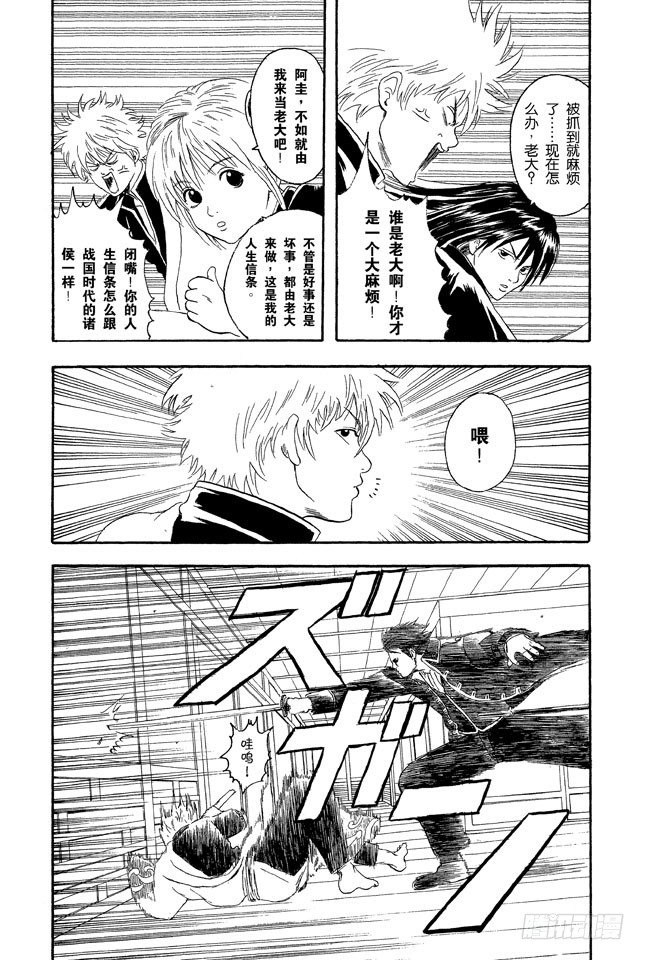 被抓到就麻烦
了……现在怎
么办，老大？
谁是老大啊！你才
是一个大麻烦！
阿圭，不如就由
我来当老大吧！
不管是好事还是
坏事，都由老大
来做，这是我的
人生信条。
闭嘴！你的人
生信条怎么跟
战国时代的诸
侯一样！
喂！
ズガーン
哇呜！